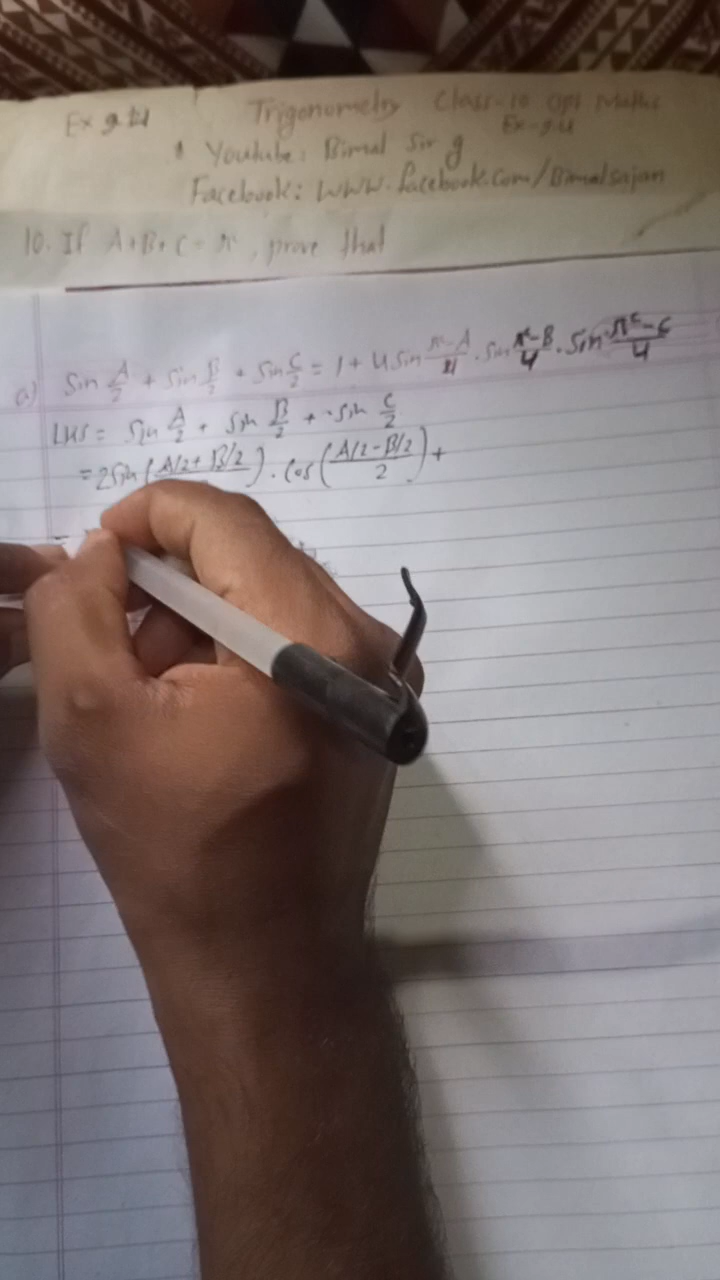 Ex 9.4 Trigonometry Class-10 opt Maths
Ex-9.4
Youtube: Bimal Sir g
Facebook: www.facebook.com/Bimalsajan
10. If A+B+C = π, prove that
a) Sin A/2 + Sin B/2 + Sin C/2 = 1 + 4 Sin π^c-A/4 . Sin π^c-B/4 . Sin π^c-C/4
LHS = Sin A/2 + Sin B/2 + Sin C/2
= 2Sin (A/2 + B/2 / ) . Cos (A/2 - B/2 / 2) +
=